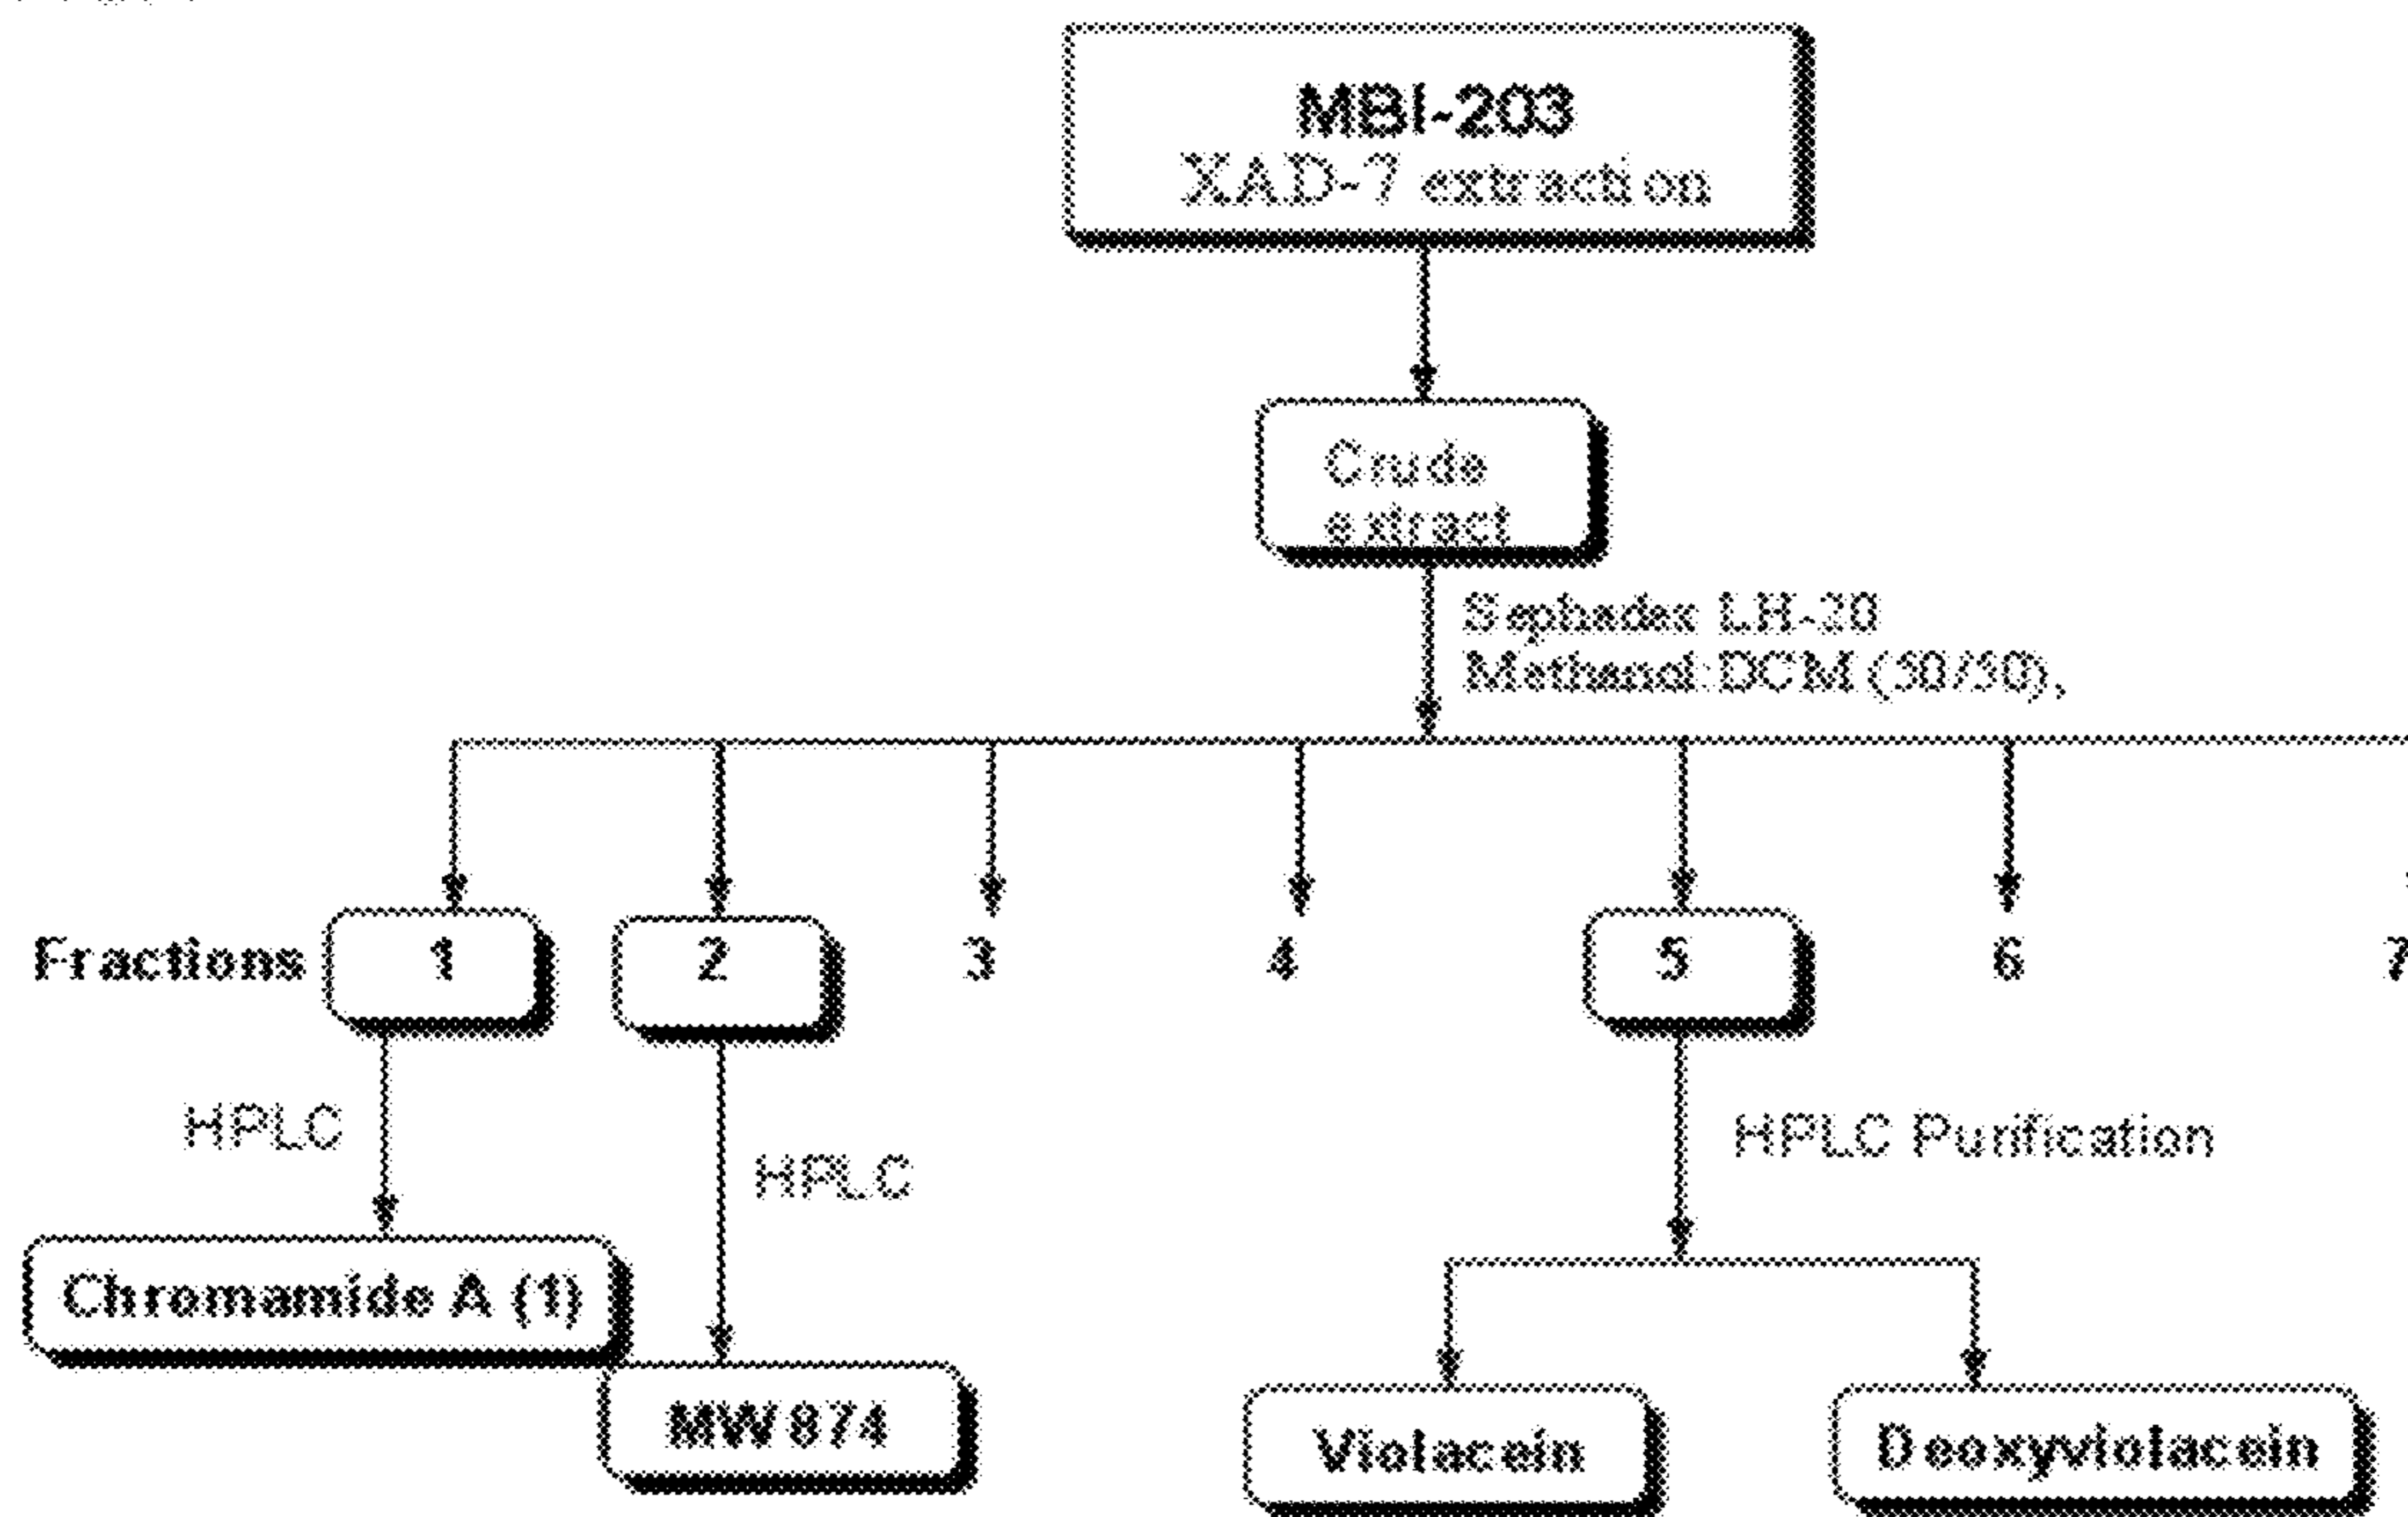 MBI-203
XAD-7 extraction
Crude
extract
Sephadex LH-20
Methanol:DCM (50/50),
Fractions 1 2 3 4 5 6 7
HPLC
HPLC
HPLC Purification
Chromamide A (1)
MW 874
Violacein
Deoxyviolacein